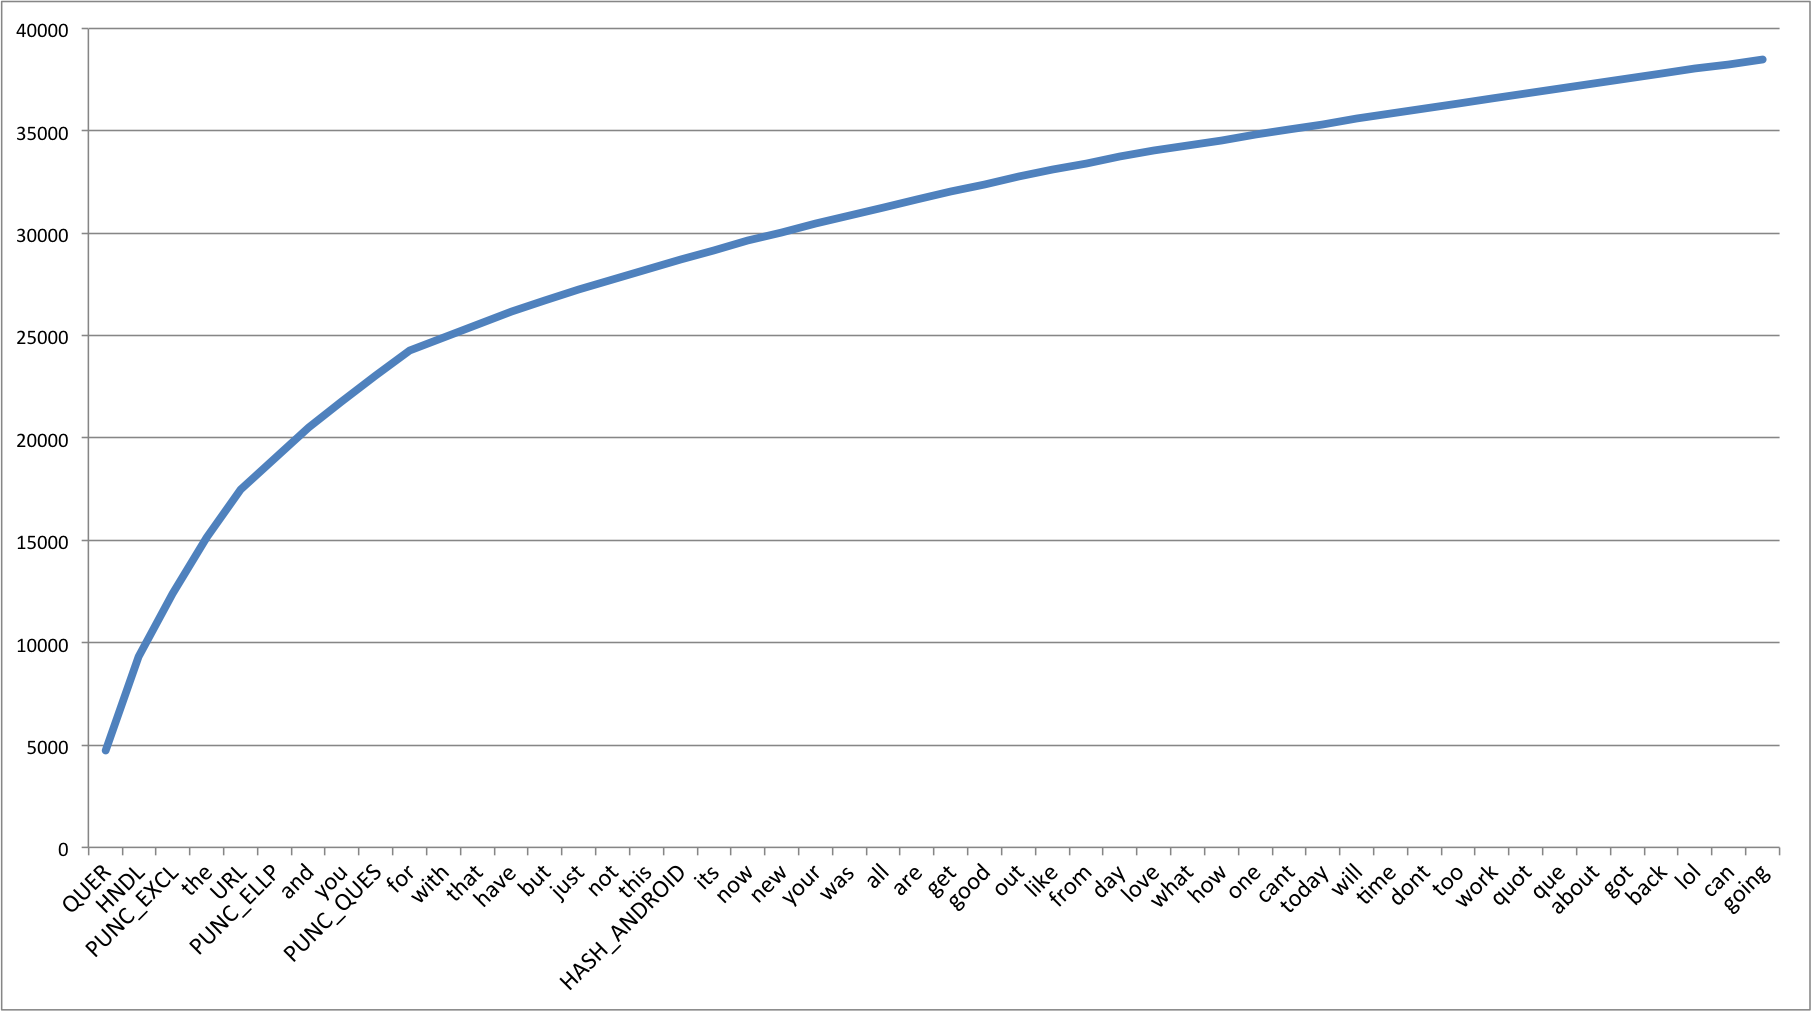 40000
35000
30000
25000
20000
15000
10000
5000
0
QUER
HNDL
PUNC_EXCL
the
URL
PUNC_ELLP
and
you
PUNC_QUES
for
with
that
have
but
just
not
this
HASH_ANDROID
its
now
new
your
was
all
are
get
good
out
like
from
day
love
what
how
one
cant
today
will
time
dont
too
work
quot
que
about
got
back
lol
can
going